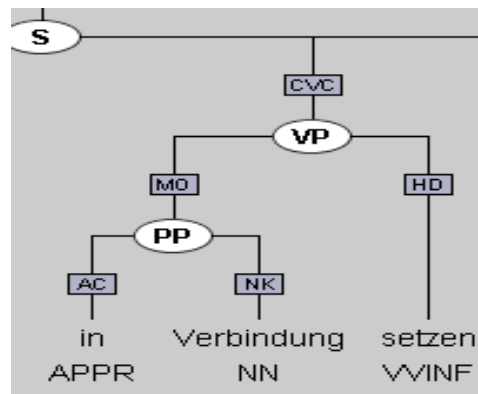 S
CVC
VP
MO HD
PP
AC NK
in Verbindung setzen
APPR NN VVINF